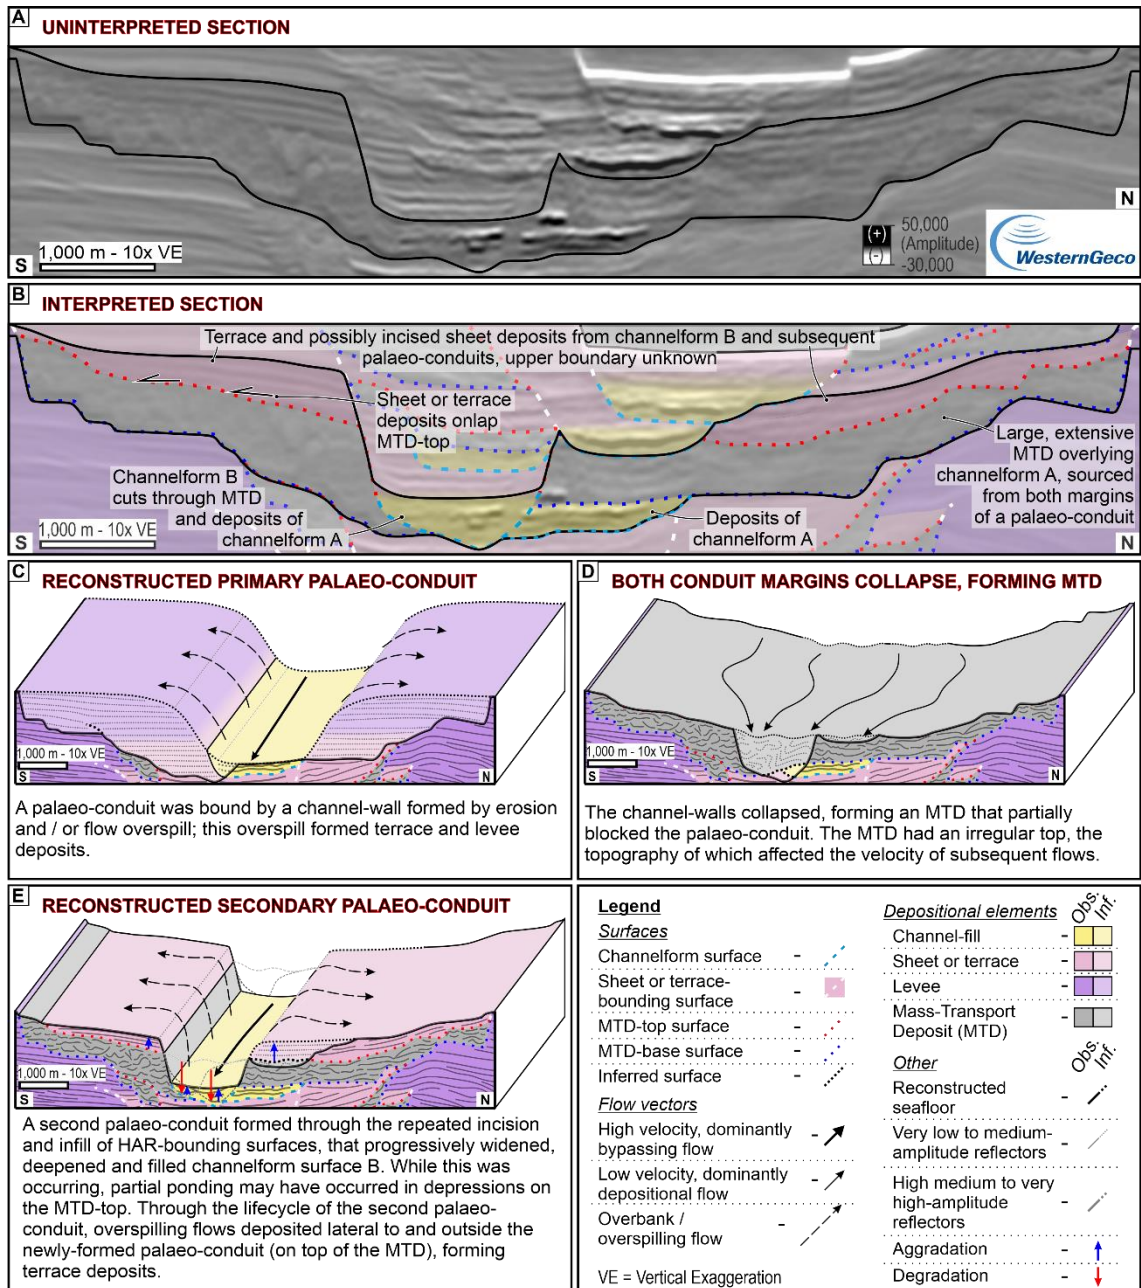 A
UNINTERPRETED SECTION
N
1,000 m - 10x VE
S
(+)
(-)
50,000
(Amplitude)
-30,000
WesternGeco
B
INTERPRETED SECTION
Terrace and possibly incised sheet deposits from channelform B and subsequent
palaeo-conduits, upper boundary unknown
Sheet or terrace
deposits onlap
MTD-top
Channelform B
cuts through MTD
and deposits of
channelform A
Deposits of
channelform A
Large, extensive
MTD overlying
channelform A, sourced
from both margins
of a palaeo-conduit
1,000 m - 10x VE
S
N
C
RECONSTRUCTED PRIMARY PALAEO-CONDUIT
1,000 m - 10x VE
S
N
A palaeo-conduit was bound by a channel-wall formed by erosion
and / or flow overspill; this overspill formed terrace and levee
deposits.
D
BOTH CONDUIT MARGINS COLLAPSE, FORMING MTD
1,000 m - 10x VE
S
N
The channel-walls collapsed, forming an MTD that partially
blocked the palaeo-conduit. The MTD had an irregular top, the
topography of which affected the velocity of subsequent flows.
E
RECONSTRUCTED SECONDARY PALAEO-CONDUIT
1,000 m - 10x VE
S
N
A second palaeo-conduit formed through the repeated incision
and infill of HAR-bounding surfaces, that progressively widened,
deepened and filled channelform surface B. While this was
occurring, partial ponding may have occurred in depressions on
the MTD-top. Through the lifecycle of the second palaeo-
conduit, overspilling flows deposited lateral to and outside the
newly-formed palaeo-conduit (on top of the MTD), forming
terrace deposits.
Legend
Surfaces
Channelform surface -
Sheet or terrace-
bounding surface -
MTD-top surface -
MTD-base surface -
Inferred surface -
Flow vectors
High velocity, dominantly
bypassing flow -
Low velocity, dominantly
depositional flow -
Overbank /
overspilling flow -
VE = Vertical Exaggeration
Depositional elements
Obs.
Inf.
Channel-fill -
Sheet or terrace -
Levee -
Mass-Transport
Deposit (MTD) -
Other
Obs.
Inf.
Reconstructed
seafloor -
Very low to medium-
amplitude reflectors -
High medium to very
high-amplitude
reflectors -
Aggradation -
Degradation -